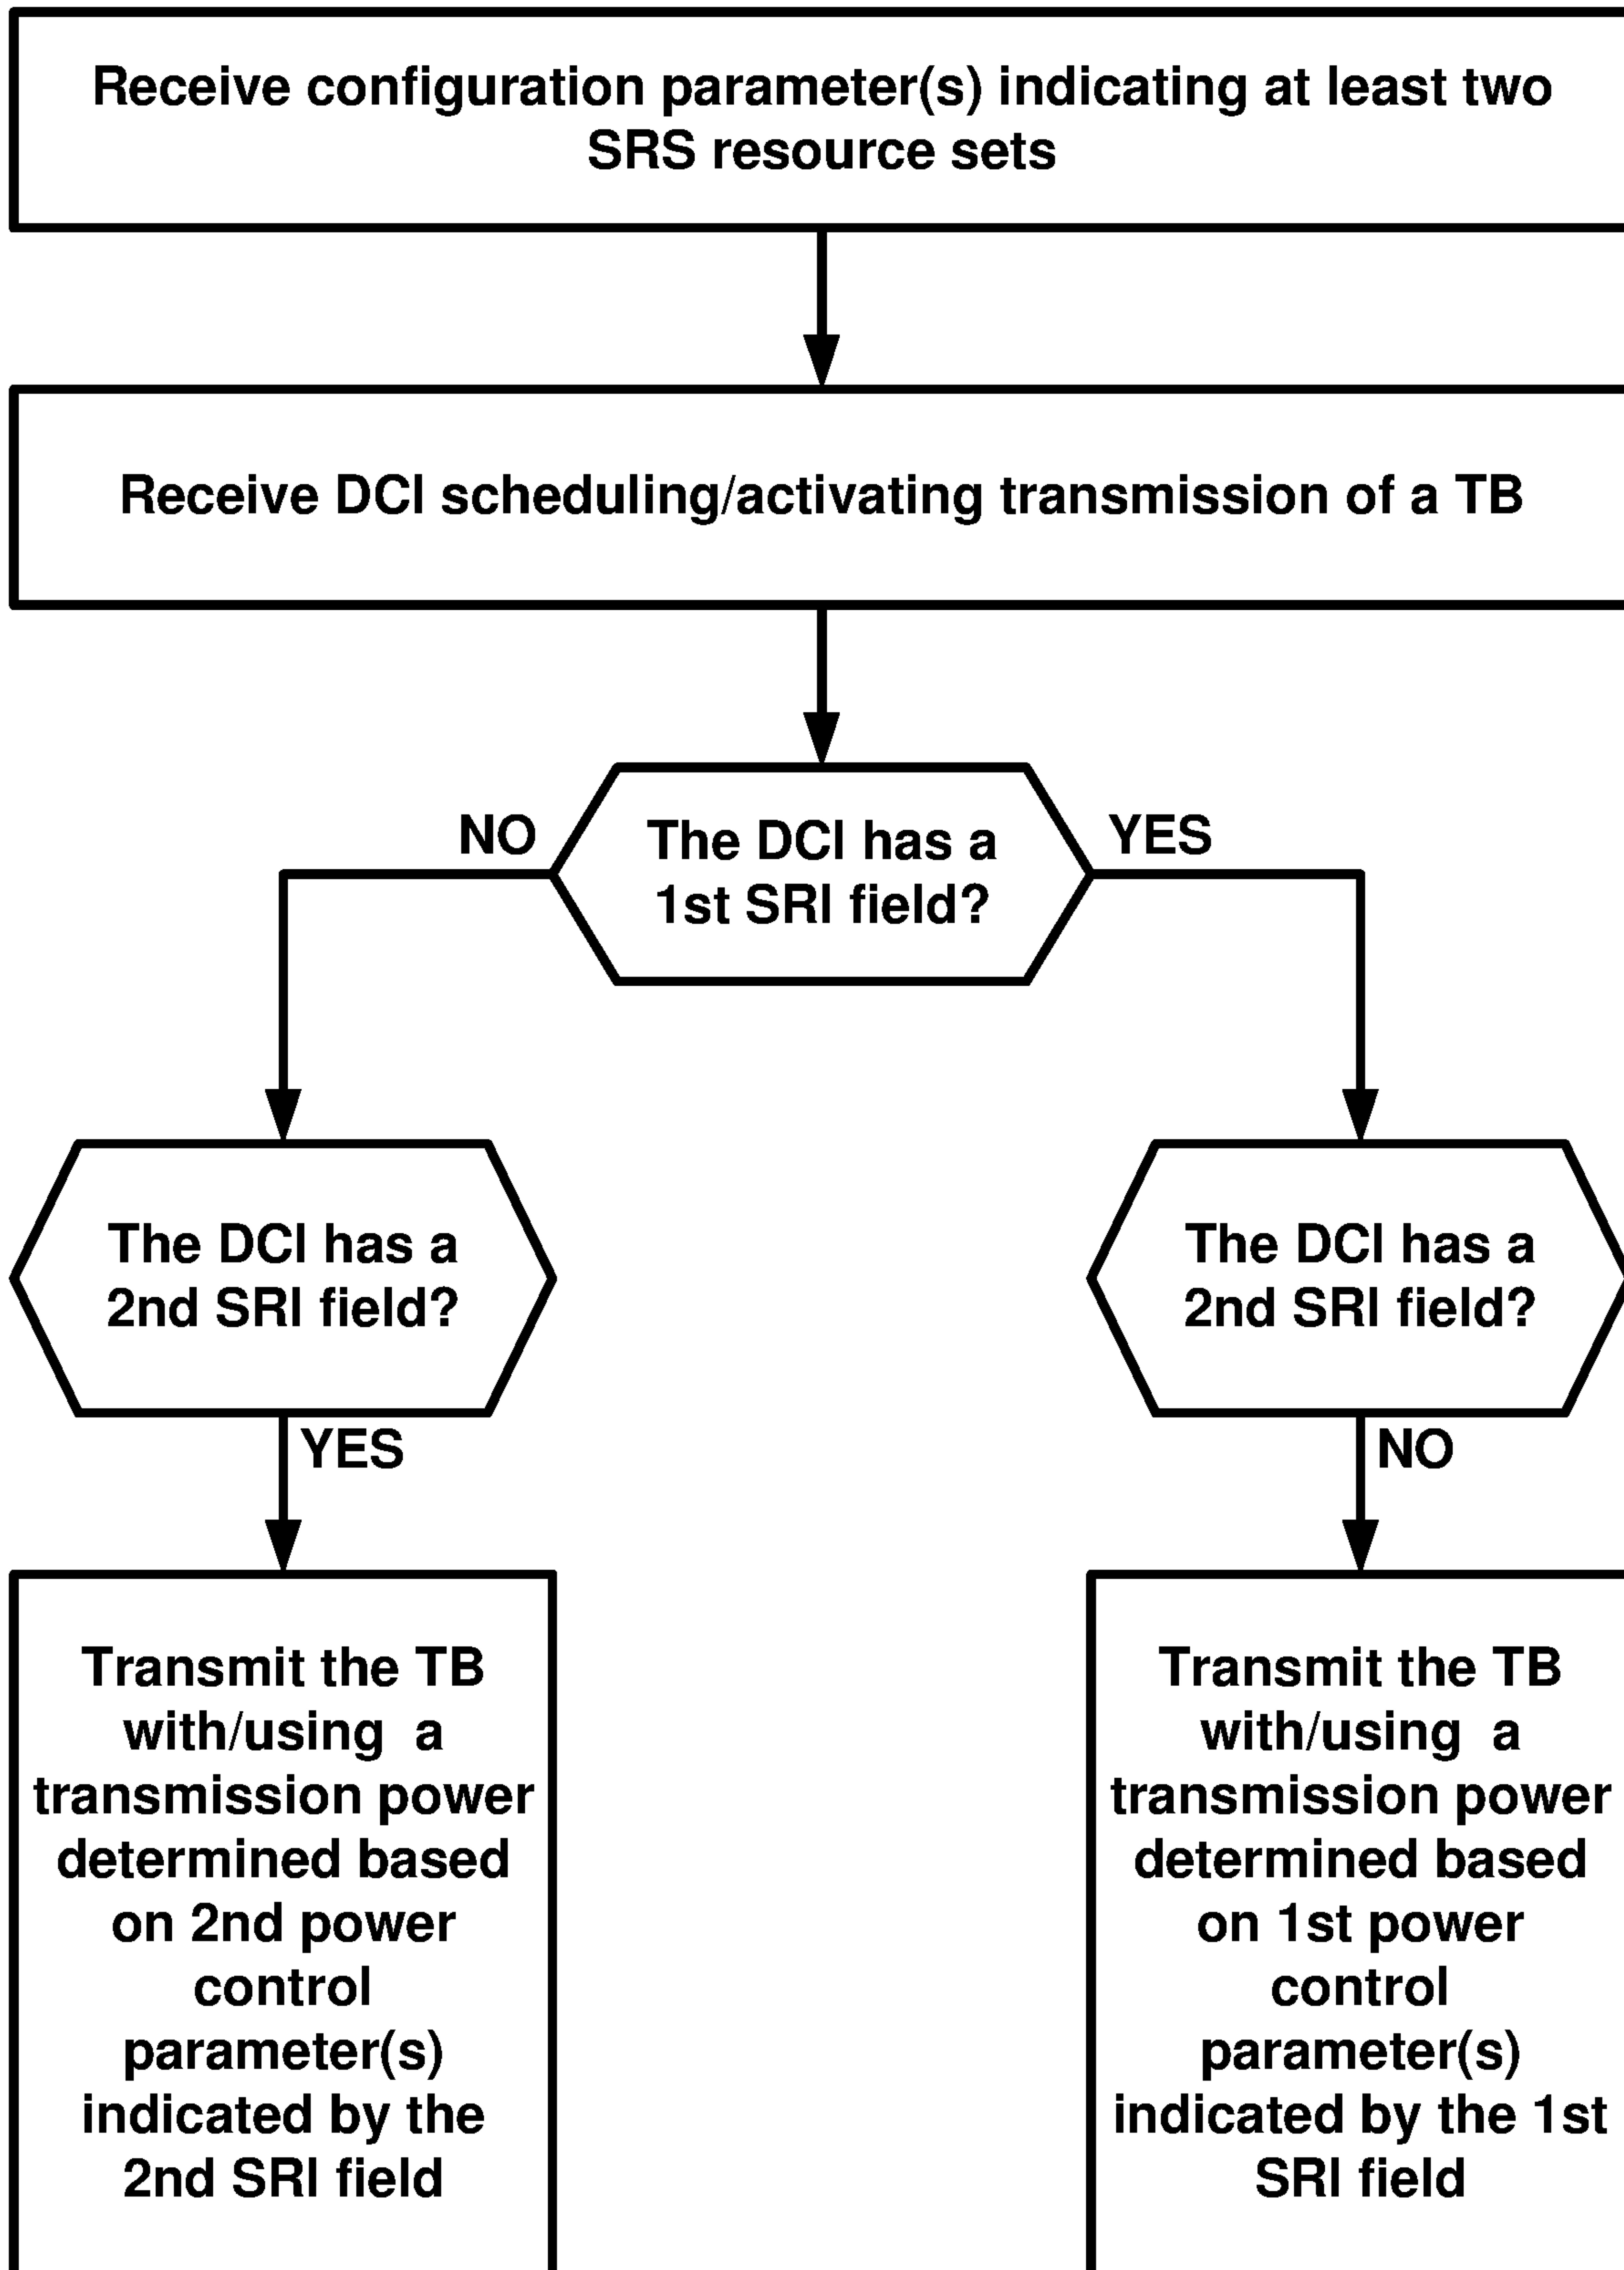 Receive configuration parameter(s) indicating at least two
SRS resource sets
Receive DCI scheduling/activating transmission of a TB
NO
The DCI has a
1st SRI field?
YES
The DCI has a
2nd SRI field?
YES
The DCI has a
2nd SRI field?
NO
Transmit the TB
with/using a
transmission power
determined based
on 2nd power
control
parameter(s)
indicated by the
2nd SRI field
Transmit the TB
with/using a
transmission power
determined based
on 1st power
control
parameter(s)
indicated by the 1st
SRI field